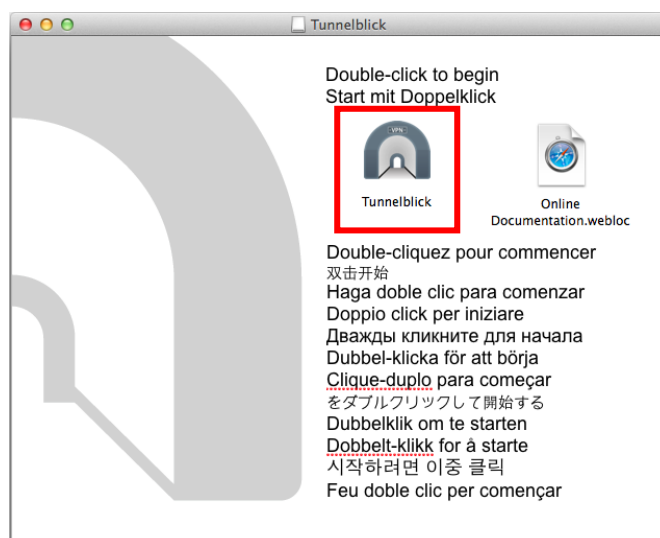 Tunnelblick
Double-click to begin
Start mit Doppelklick
VPN
Tunnelblick
Online
Documentation.webloc
Double-cliquez pour commencer
双击开始
Haga doble clic para comenzar
Doppio click per iniziare
Дважды кликните для начала
Dubbel-klicka för att börja
Clique-duplo para começar
をダブルクリックして開始する
Dubbelklik om te starten
Dobbelt-klikk for å starte
시작하려면 이중 클릭
Feu doble clic per començar